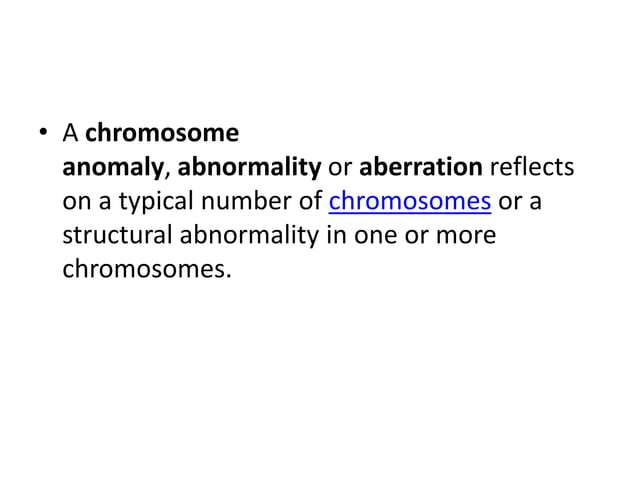 • A chromosome
anomaly, abnormality or aberration reflects
on a typical number of chromosomes or a
structural abnormality in one or more
chromosomes.